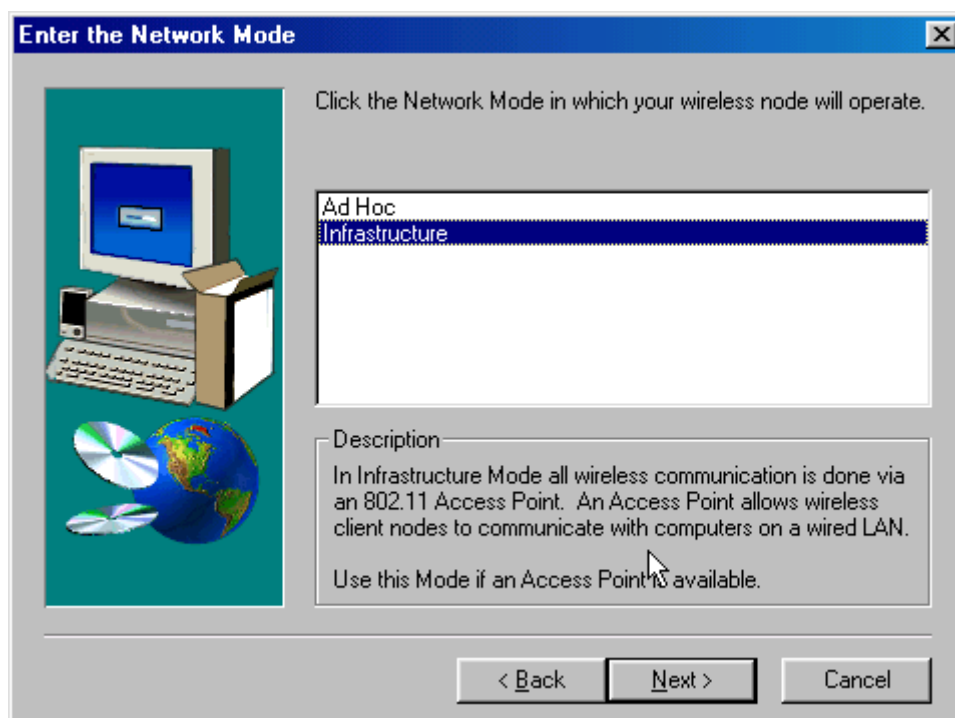 Enter the Network Mode
Click the Network Mode in which your wireless node will operate.
Ad Hoc
Infrastructure
Description
In Infrastructure Mode all wireless communication is done via
an 802.11 Access Point.  An Access Point allows wireless
client nodes to communicate with computers on a wired LAN.
Use this Mode if an Access Point is available.
< Back
Next >
Cancel